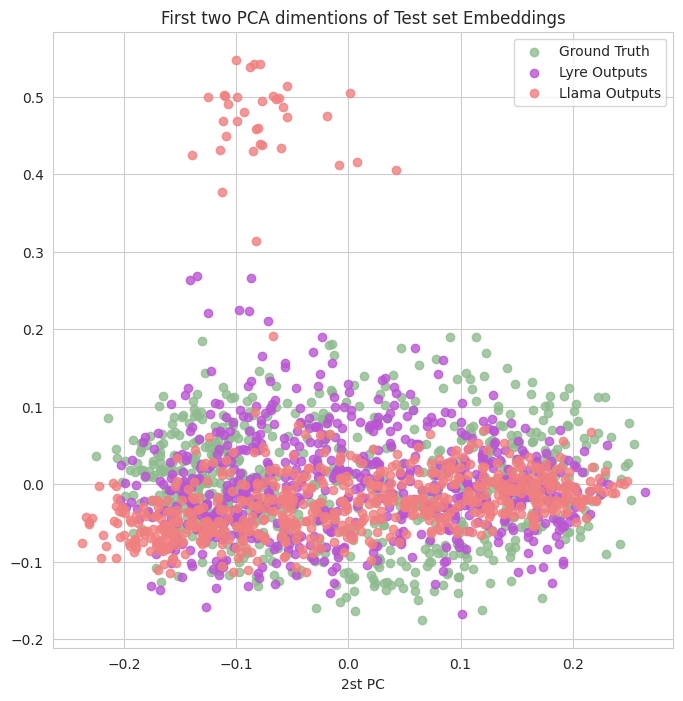 First two PCA dimentions of Test set Embeddings
Ground Truth
Lyre Outputs
Llama Outputs
0.5
0.4
0.3
0.2
0.1
0.0
−0.1
−0.2
−0.2
−0.1
0.0
0.1
0.2
2st PC